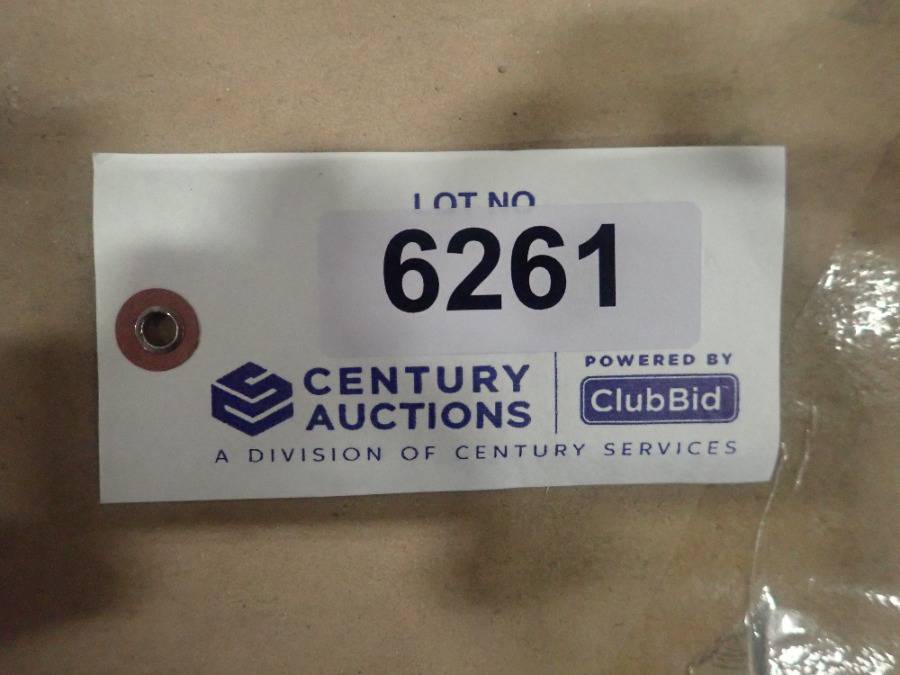 LOT NO
6261
CENTURY
AUCTIONS
POWERED BY
ClubBid
A DIVISION OF CENTURY SERVICES